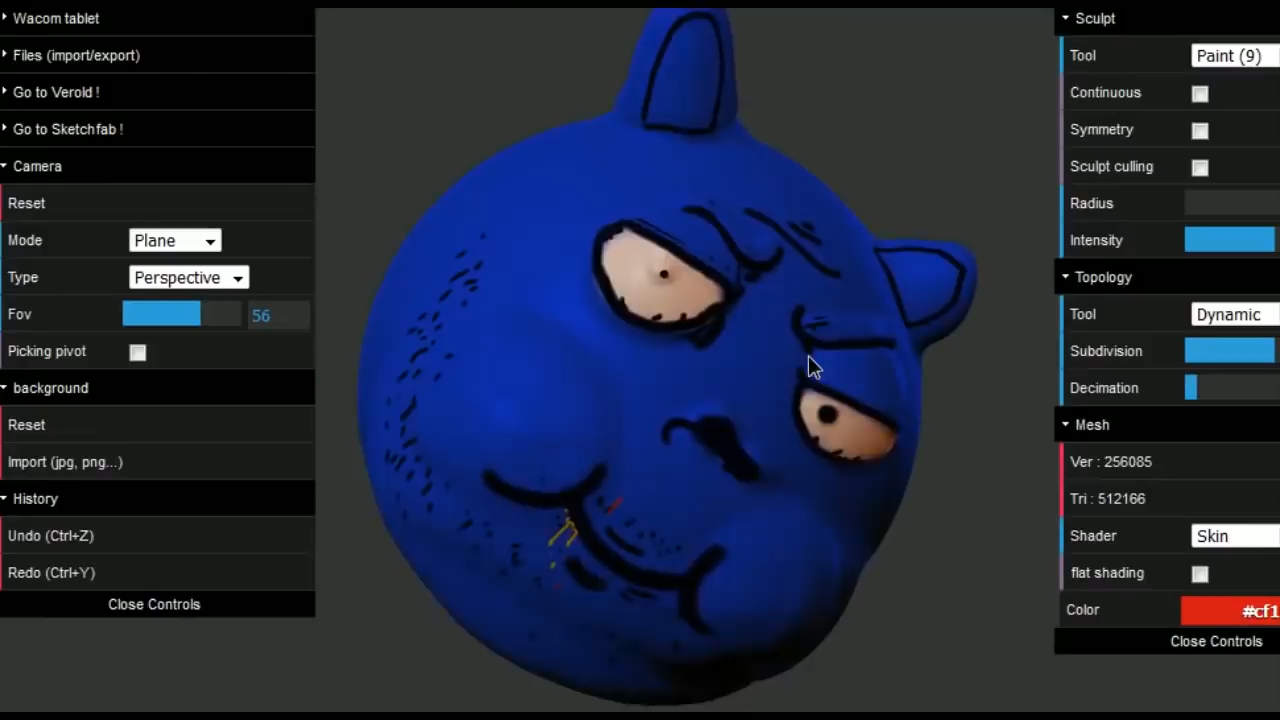 Wacom tablet
Files (import/export)
Go to Verold !
Go to Sketchfab !
Camera
Reset
Mode Plane
Type Perspective
Fov 56
Picking pivot
background
Reset
Import (jpg, png...)
History
Undo (Ctrl+Z)
Redo (Ctrl+Y)
Close Controls
Sculpt
Tool Paint (9)
Continuous
Symmetry
Sculpt culling
Radius
Intensity
Topology
Tool Dynamic
Subdivision
Decimation
Mesh
Ver : 256085
Tri : 512166
Shader Skin
flat shading
Color #cf1
Close Controls